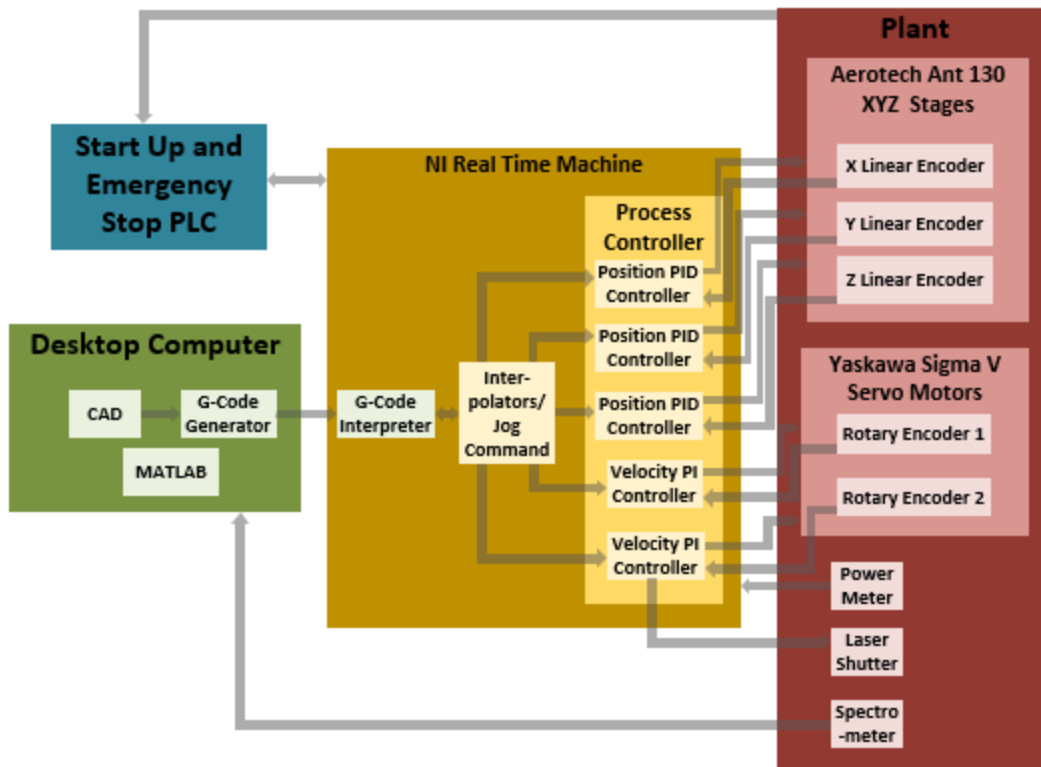 Plant
Aerotech Ant 130
XYZ Stages
X Linear Encoder
Y Linear Encoder
Z Linear Encoder
Yaskawa Sigma V
Servo Motors
Rotary Encoder 1
Rotary Encoder 2
Power
Meter
Laser
Shutter
Spectro
-meter
Start Up and
Emergency
Stop PLC
NI Real Time Machine
Process
Controller
Position PID
Controller
Position PID
Controller
Position PID
Controller
Velocity PI
Controller
Velocity PI
Controller
Inter-
polators/
Jog
Command
G-Code
Interpreter
Desktop Computer
CAD
G-Code
Generator
MATLAB